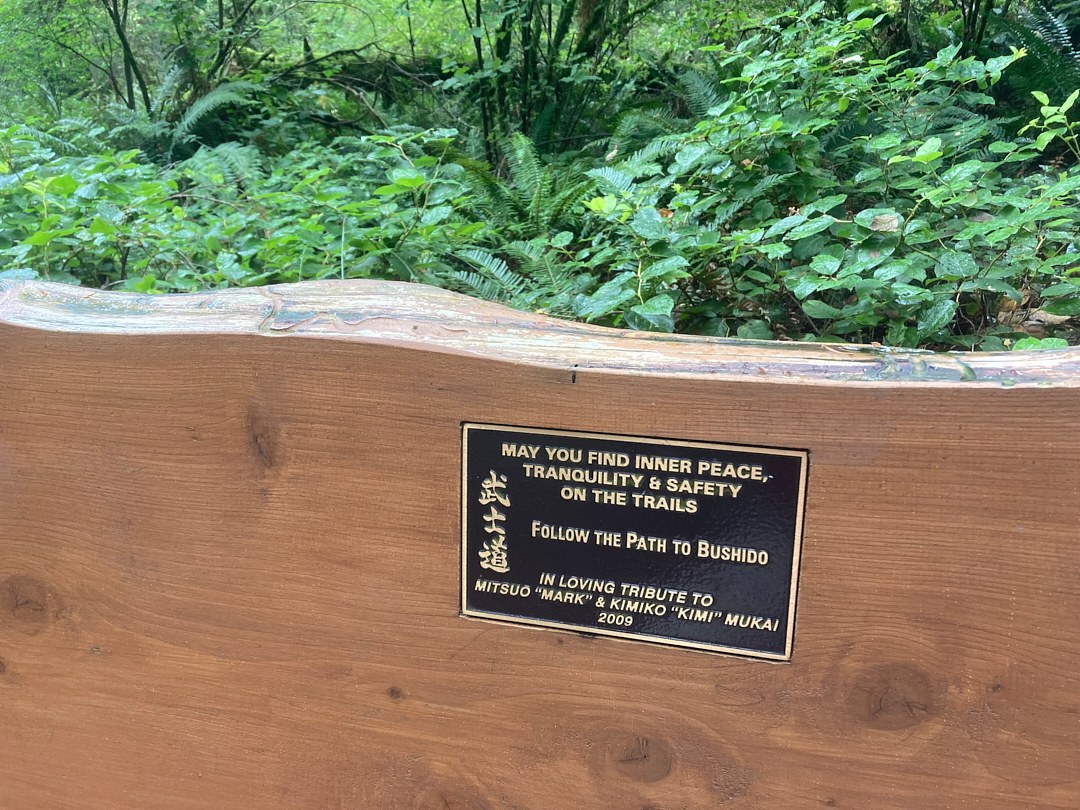 MAY YOU FIND INNER PEACE,
TRANQUILITY & SAFETY
ON THE TRAILS
武士道
FOLLOW THE PATH TO BUSHIDO
IN LOVING TRIBUTE TO
MITSUO "MARK" & KIMIKO "KIMI" MUKAI
2009